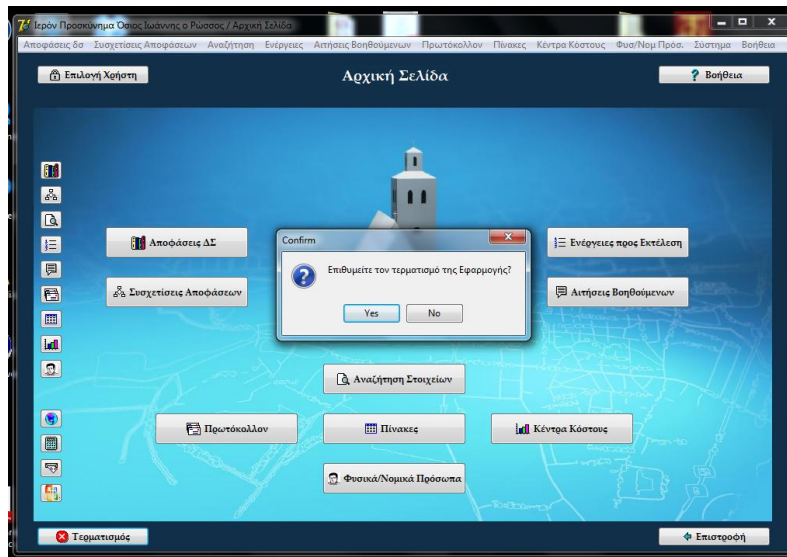 Ιερόν Προσκύνημα Όσιος Ιωάννης ο Ρώσσος / Αρχική Σελίδα
Αποφάσεις δσ Συσχετίσεις Αποφάσεων Αναζήτηση Ενέργειες Αιτήσεις Βοηθούμενων Πρωτόκολλον Πίνακες Κέντρα Κόστους Φυσ/Νομ Πρόσ. Σύστημα Βοήθεια
Επιλογή Χρήστη Αρχική Σελίδα ? Βοήθεια
Confirm
Αποφάσεις ΔΣ Επιθυμείτε τον τερματισμό της Εφαρμογής? Ενέργειες προς Εκτέλεση
Συσχετίσεις Αποφάσεων Yes No Αιτήσεις Βοηθούμενων
Αναζήτηση Στοιχείων
Πρωτόκολλον Πίνακες Κέντρα Κόστους
Φυσικά/Νομικά Πρόσωπα
Τερματισμός Επιστροφή